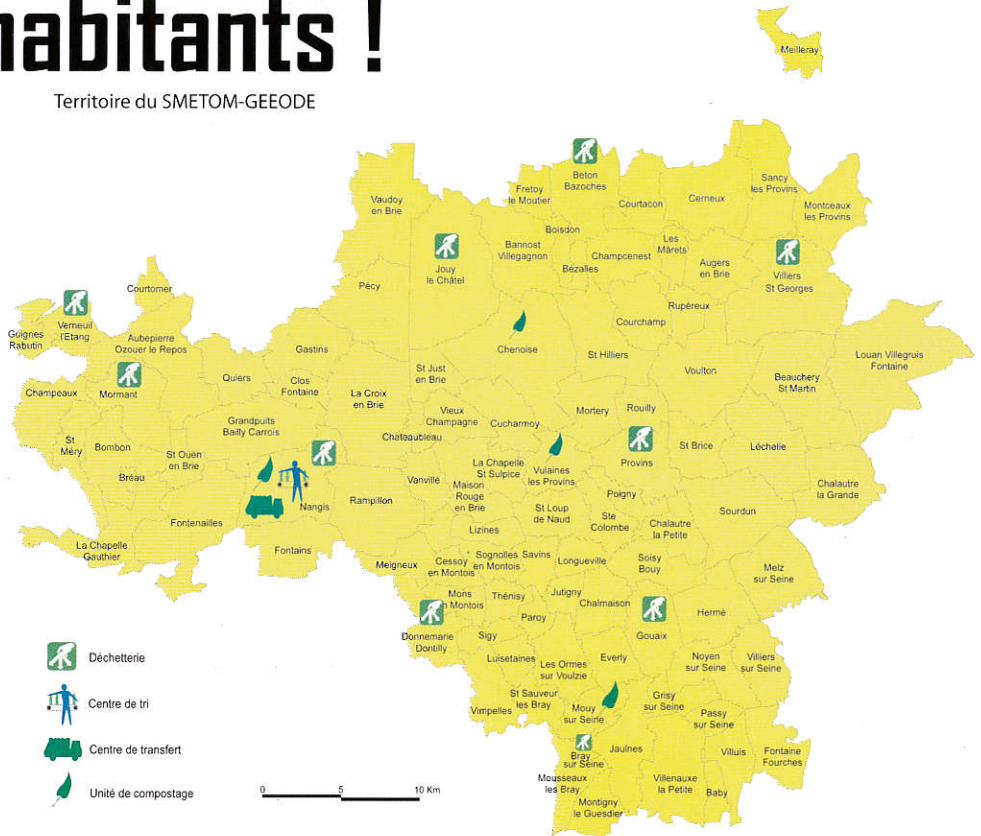 habitants !
Territoire du SMETOM-GEEODE
Meilleray
Beton
Bazoches
Sancy
les Provins
Fretoy
le Moutier
Vaudoy
en Brie
Courtacon
Cerneux
Montceaux
les Provins
Boisdon
Bannost
Villegagnon
Les
Mârets
Champcenest
Bézalles
Augers
en Brie
Jouy
le Châtel
Villiers
St Georges
Pécy
Courtomer
Rupéreux
Courchamp
Verneuil
l'Etang
Guignes
Rabutin
Aubepierre
Ozouer le Repos
Gastins
Chenoise
St Hilliers
Louan Villegruis
Fontaine
St Just
en Brie
Voulton
Beauchery
St Martin
Quiers
Clos
Fontaine
Champeaux
Mormant
La Croix
en Brie
Vieux
Champagne
Mortery
Rouilly
Cucharmoy
Grandpuits
Bailly Carrois
Chateaubleau
St
Méry
Bombon
St Brice
Léchelle
St Ouen
en Brie
La Chapelle
St Sulpice
Vulaines
les Provins
Provins
Bréau
Vanvillé
Maison
Rouge
en Brie
Chalautre
la Grande
Poigny
Rampillon
Nangis
St Loup
de Naud
Sourdun
Ste
Colombe
Chalautre
la Petite
Fontenailles
Lizines
La Chapelle
Gauthier
Fontains
Meigneux
Cessoy
en Montois
Sognolles
en Montois
Savins
Longueville
Soisy
Bouy
Melz
sur Seine
Mons
en Montois
Thénisy
Jutigny
Chalmaison
Hermé
Paroy
Donnemarie
Dontilly
Sigy
Gouaix
Luisetaines
Les Ormes
sur Voulzie
Everly
Noyen
sur Seine
Villiers
sur Seine
St Sauveur
les Bray
Vimpelles
Mouy
sur Seine
Grisy
sur Seine
Passy
sur Seine
Bray
sur Seine
Jaulnes
Villuis
Fontaine
Fourches
Mousseaux
les Bray
Villenauxe
la Petite
Baby
Montigny
le Guesdier
Déchetterie
Centre de tri
Centre de transfert
Unité de compostage
0 5 10 Km